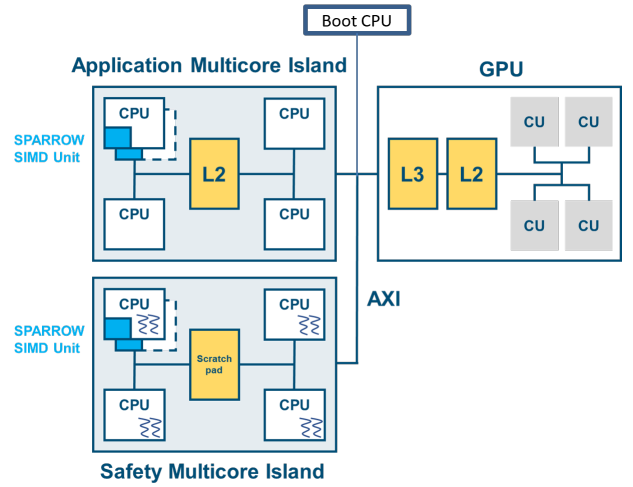 Boot CPU
Application Multicore Island
GPU
SPARROW
SIMD Unit
CPU
CPU
L2
CPU
CPU
L3
L2
CU
CU
CU
CU
AXI
SPARROW
SIMD Unit
CPU
CPU
Scratch
pad
CPU
CPU
Safety Multicore Island